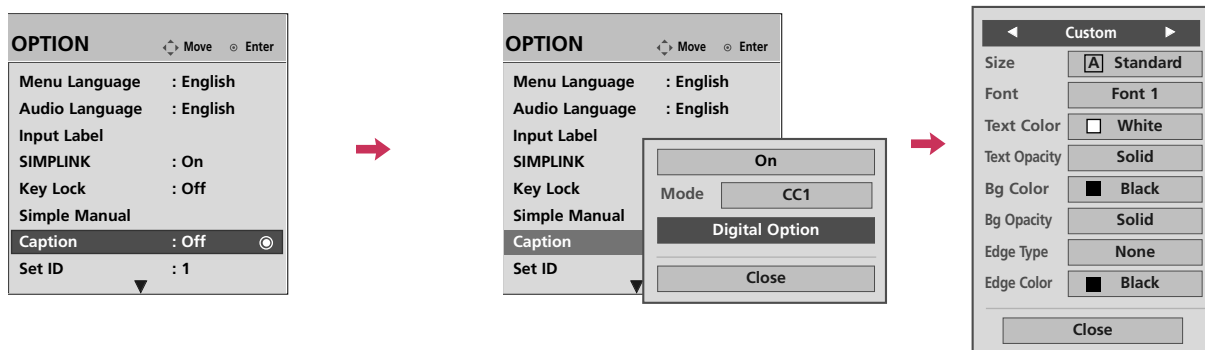 OPTION Move Enter
Menu Language : English
Audio Language : English
Input Label
SIMPLINK : On
Key Lock : Off
Simple Manual
Caption : Off
Set ID : 1
OPTION Move Enter
Menu Language : English
Audio Language : English
Input Label
SIMPLINK
Key Lock
Simple Manual
Caption
Set ID
On
Mode CC1
Digital Option
Close
Custom
Size A Standard
Font Font 1
Text Color White
Text Opacity Solid
Bg Color Black
Bg Opacity Solid
Edge Type None
Edge Color Black
Close